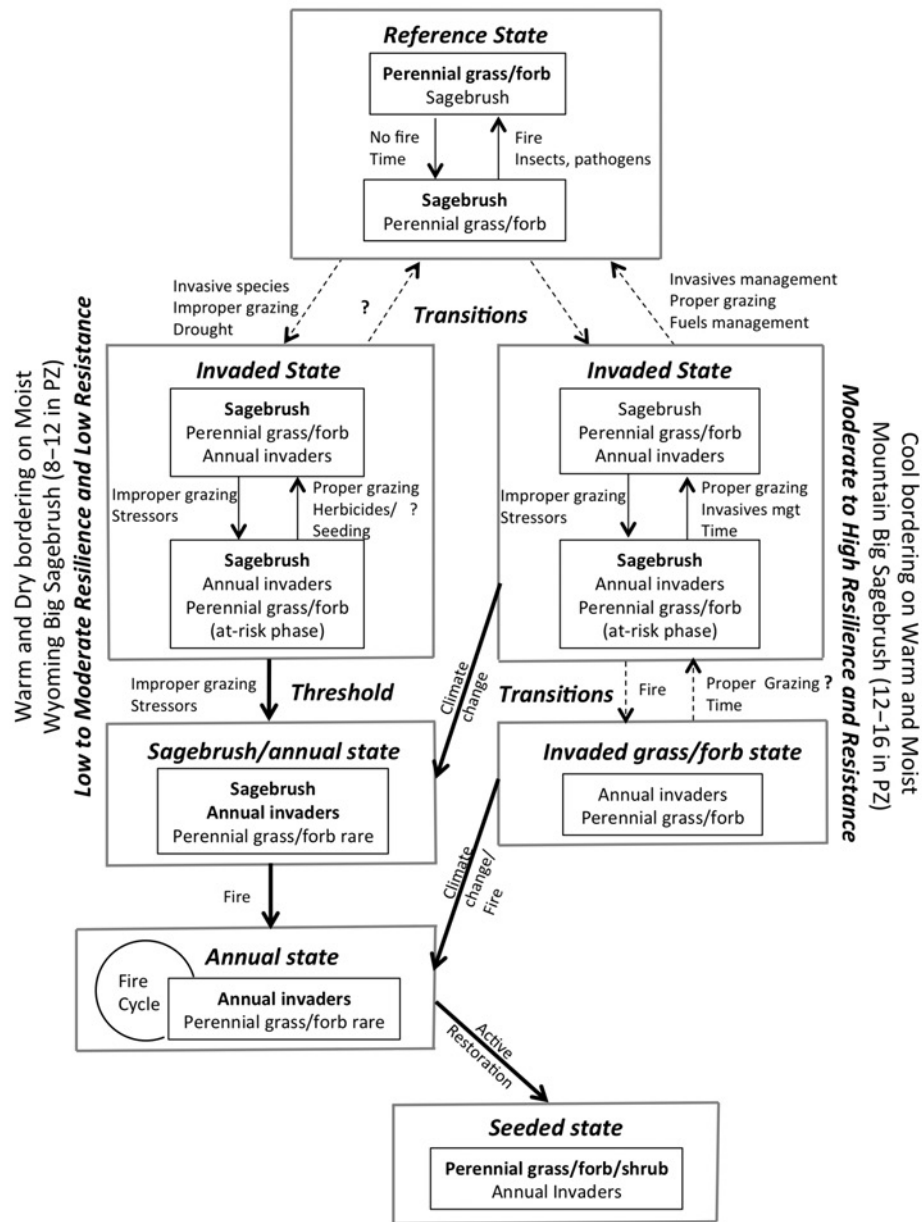 Reference State
Perennial grass/forb
Sagebrush
No fire
Time
Fire
Insects, pathogens
Sagebrush
Perennial grass/forb
Invasive species
Improper grazing
Drought
?
Transitions
Invasives management
Proper grazing
Fuels management
Warm and Dry bordering on Moist
Wyoming Big Sagebrush (8–12 in PZ)
Low to Moderate Resilience and Low Resistance
Invaded State
Sagebrush
Perennial grass/forb
Annual invaders
Improper grazing
Stressors
Proper grazing
Herbicides/ ?
Seeding
Sagebrush
Annual invaders
Perennial grass/forb
(at-risk phase)
Invaded State
Sagebrush
Perennial grass/forb
Annual invaders
Improper grazing
Stressors
Proper grazing
Invasives mgt
Time
Sagebrush
Annual invaders
Perennial grass/forb
(at-risk phase)
Cool bordering on Warm and Moist
Mountain Big Sagebrush (12–16 in PZ)
Moderate to High Resilience and Resistance
Improper grazing
Stressors
Threshold
Climate
change
Transitions
Fire
Proper Grazing ?
Time
Sagebrush/annual state
Sagebrush
Annual invaders
Perennial grass/forb rare
Invaded grass/forb state
Annual invaders
Perennial grass/forb
Fire
Climate
change/
Fire
Annual state
Fire
Cycle
Annual invaders
Perennial grass/forb rare
Active
Restoration
Seeded state
Perennial grass/forb/shrub
Annual Invaders